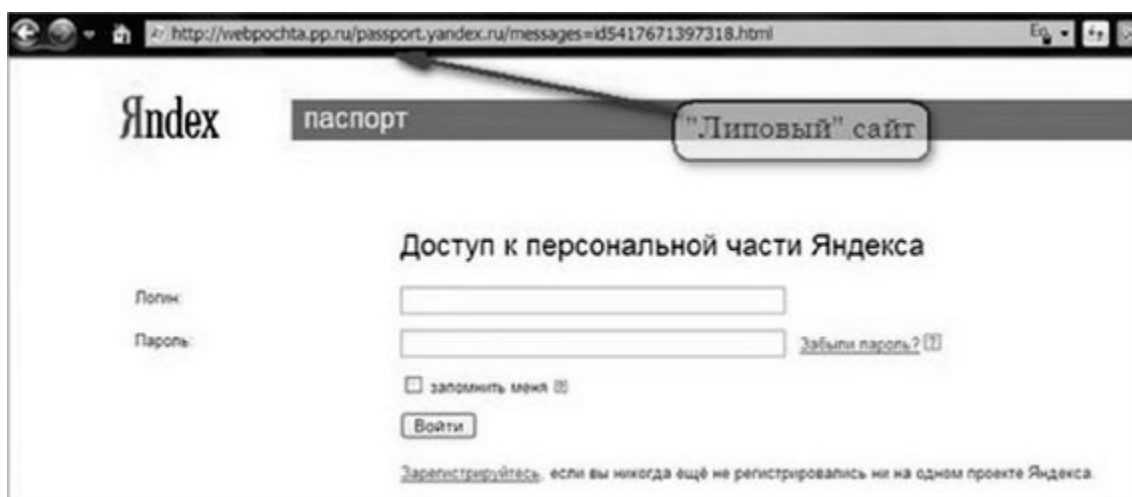 http://webpochta.pp.ru/passport.yandex.ru/messages=id5417671397318.html
Яndex
паспорт
"Липовый" сайт
Доступ к персональной части Яндекса
Логин:
Пароль:
Забыли пароль? [?]
запомнить меня [?]
Войти
Зарегистрируйтесь, если вы никогда ещё не регистрировались ни на одном проекте Яндекса.